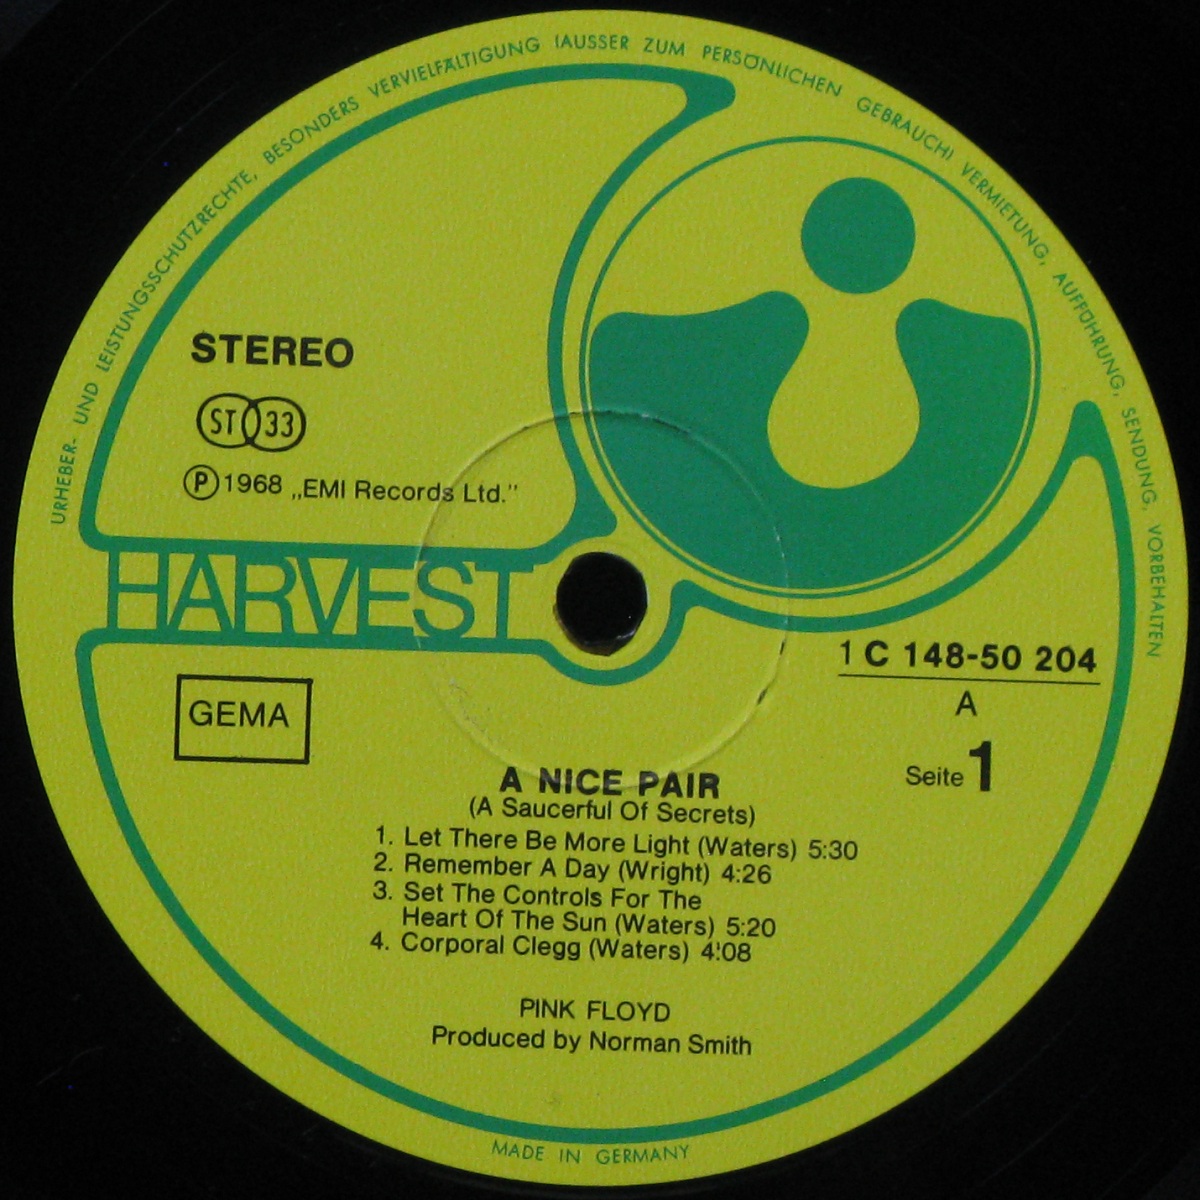 URHEBER- UND LEISTUNGSSCHUTZRECHTE, BESONDERS VERVIELFÄLTIGUNG (AUSSER ZUM PERSÖNLICHEN GEBRAUCH) VERMIETUNG, AUFFÜHRUNG, SENDUNG, VORBEHALTEN
STEREO
ST 33
Ⓟ 1968 „EMI Records Ltd."
HARVEST
GEMA
1 C 148-50 204
A
Seite 1
A NICE PAIR
(A Saucerful Of Secrets)
1. Let There Be More Light (Waters) 5:30
2. Remember A Day (Wright) 4:26
3. Set The Controls For The
Heart Of The Sun (Waters) 5:20
4. Corporal Clegg (Waters) 4:08
PINK FLOYD
Produced by Norman Smith
MADE IN GERMANY